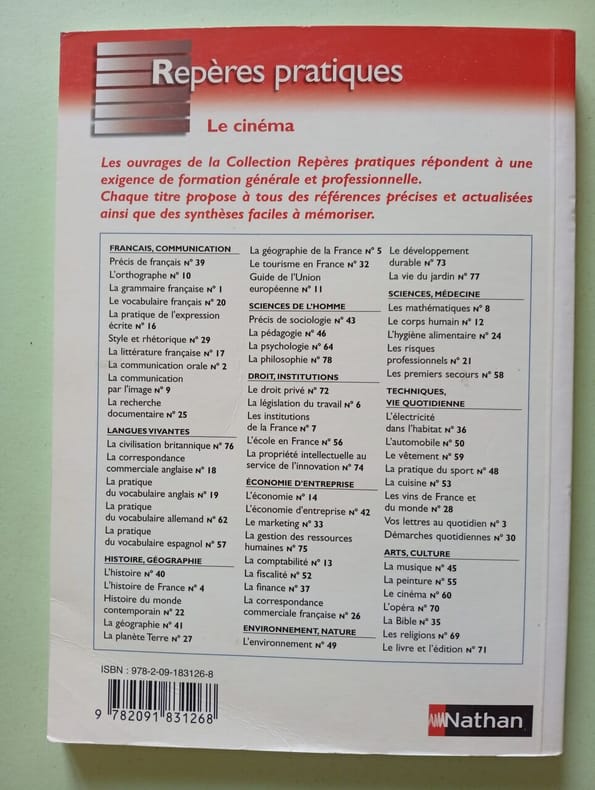 Repères pratiques
Le cinéma
Les ouvrages de la Collection Repères pratiques répondent à une
exigence de formation générale et professionnelle.
Chaque titre propose à tous des références précises et actualisées
ainsi que des synthèses faciles à mémoriser.
FRANCAIS, COMMUNICATION
Précis de français N° 39
L'orthographe N° 10
La grammaire française N° 1
Le vocabulaire français N° 20
La pratique de l'expression
écrite N° 16
Style et rhétorique N° 29
La littérature française N° 17
La communication orale N° 2
La communication
par l'image N° 9
La recherche
documentaire N° 25
LANGUES VIVANTES
La civilisation britannique N° 76
La correspondance
commerciale anglaise N° 18
La pratique
du vocabulaire anglais N° 19
La pratique
du vocabulaire allemand N° 62
La pratique
du vocabulaire espagnol N° 57
HISTOIRE, GÉOGRAPHIE
L'histoire N° 40
L'histoire de France N° 4
Histoire du monde
contemporain N° 22
La géographie N° 41
La planète Terre N° 27
La géographie de la France N° 5
Le tourisme en France N° 32
Guide de l'Union
européenne N° 11
SCIENCES DE L'HOMME
Précis de sociologie N° 43
La pédagogie N° 46
La psychologie N° 64
La philosophie N° 78
DROIT, INSTITUTIONS
Le droit privé N° 72
La législation du travail N° 6
Les institutions
de la France N° 7
L'école en France N° 56
La propriété intellectuelle au
service de l'innovation N° 74
ÉCONOMIE D'ENTREPRISE
L'économie N° 14
L'économie d'entreprise N° 42
Le marketing N° 33
La gestion des ressources
humaines N° 75
La comptabilité N° 13
La fiscalité N° 52
La finance N° 37
La correspondance
commerciale française N° 26
ENVIRONNEMENT, NATURE
L'environnement N° 49
Le développement
durable N° 73
La vie du jardin N° 77
SCIENCES, MÉDECINE
Les mathématiques N° 8
Le corps humain N° 12
L'hygiène alimentaire N° 24
Les risques
professionnels N° 21
Les premiers secours N° 58
TECHNIQUES,
VIE QUOTIDIENNE
L'électricité
dans l'habitat N° 36
L'automobile N° 50
Le vêtement N° 59
La pratique du sport N° 48
La cuisine N° 53
Les vins de France et
du monde N° 28
Vos lettres au quotidien N° 3
Démarches quotidiennes N° 30
ARTS, CULTURE
La musique N° 45
La peinture N° 55
Le cinéma N° 60
L'opéra N° 70
La Bible N° 35
Les religions N° 69
Le livre et l'édition N° 71
ISBN : 978-2-09-183126-8
9 782091 831268
Nathan